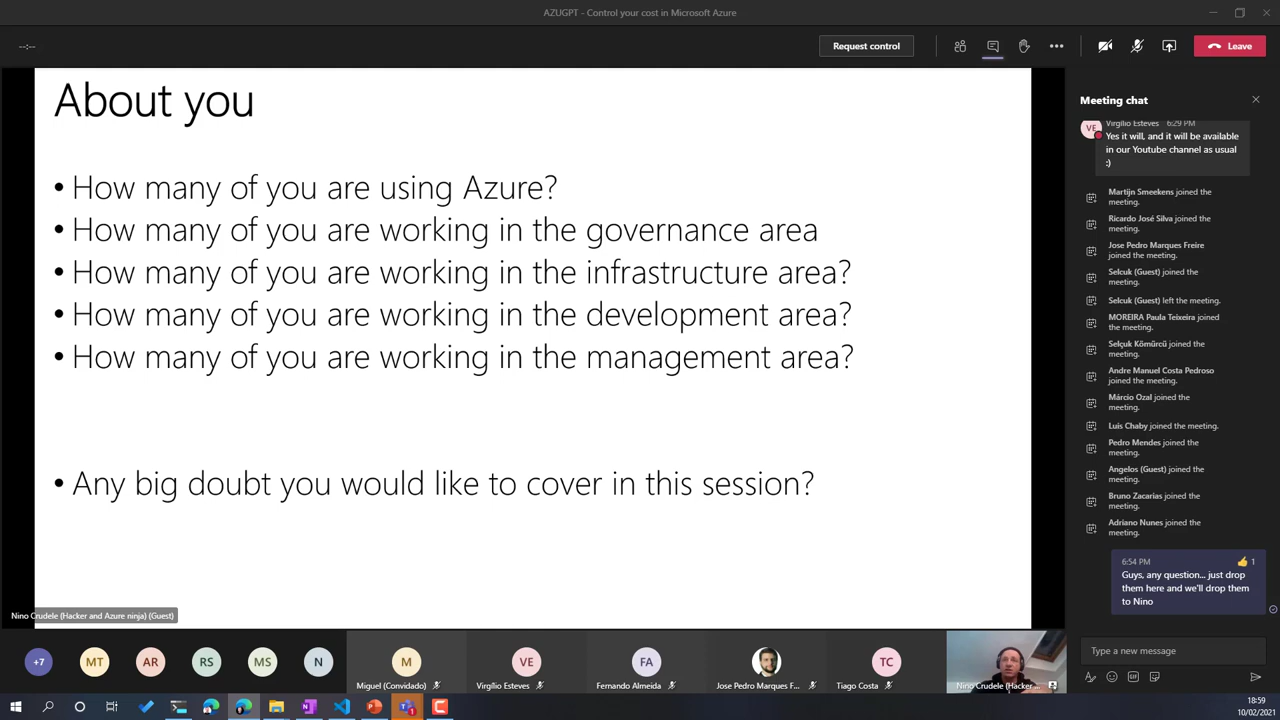 AZUGPT - Control your cost in Microsoft Azure
--:--
Request control
Leave
About you
• How many of you are using Azure?
• How many of you are working in the governance area
• How many of you are working in the infrastructure area?
• How many of you are working in the development area?
• How many of you are working in the management area?
• Any big doubt you would like to cover in this session?
Nino Crudele (Hacker and Azure ninja) (Guest)
Meeting chat
VE
Virgílio Esteves 6:29 PM
Yes it will, and it will be available
in our Youtube channel as usual
:)
Martijn Smeekens joined the
meeting.
Ricardo José Silva joined the
meeting.
Jose Pedro Marques Freire
joined the meeting.
Selcuk (Guest) joined the
meeting.
Selcuk (Guest) left the meeting.
MOREIRA Paula Teixeira joined
the meeting.
Selçuk Kömürcü joined the
meeting.
Andre Manuel Costa Pedroso
joined the meeting.
Márcio Ozal joined the
meeting.
Luis Chaby joined the meeting.
Pedro Mendes joined the
meeting.
Angelos (Guest) joined the
meeting.
Bruno Zacarias joined the
meeting.
Adriano Nunes joined the
meeting.
6:54 PM 👍 1
Guys, any question... just drop
them here and we'll drop them
to Nino
Type a new message
+7
MT
AR
RS
MS
N
M
Miguel (Convidado)
VE
Virgílio Esteves
FA
Fernando Almeida
Jose Pedro Marques F...
TC
Tiago Costa
Nino Crudele (Hacker ...
18:59
10/02/2021